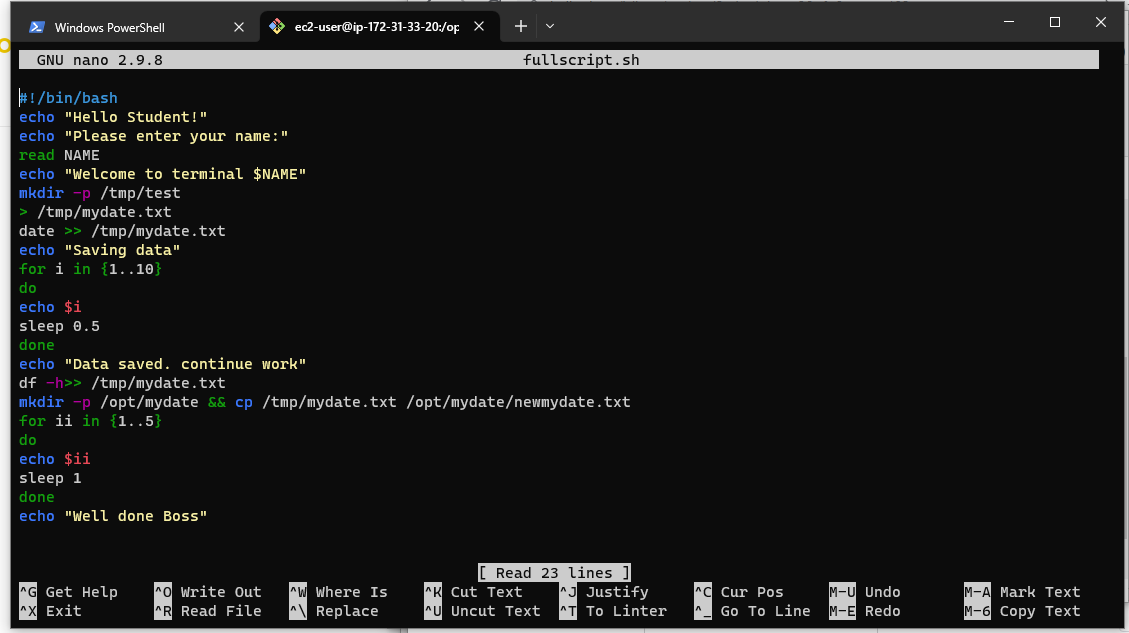 Windows PowerShell
ec2-user@ip-172-31-33-20:/op
GNU nano 2.9.8 fullscript.sh
#!/bin/bash
echo "Hello Student!"
echo "Please enter your name:"
read NAME
echo "Welcome to terminal $NAME"
mkdir -p /tmp/test
> /tmp/mydate.txt
date >> /tmp/mydate.txt
echo "Saving data"
for i in {1..10}
do
echo $i
sleep 0.5
done
echo "Data saved. continue work"
df -h>> /tmp/mydate.txt
mkdir -p /opt/mydate && cp /tmp/mydate.txt /opt/mydate/newmydate.txt
for ii in {1..5}
do
echo $ii
sleep 1
done
echo "Well done Boss"
[ Read 23 lines ]
^G Get Help ^O Write Out ^W Where Is ^K Cut Text ^J Justify ^C Cur Pos M-U Undo M-A Mark Text
^X Exit ^R Read File ^\ Replace ^U Uncut Text ^T To Linter ^_ Go To Line M-E Redo M-6 Copy Text